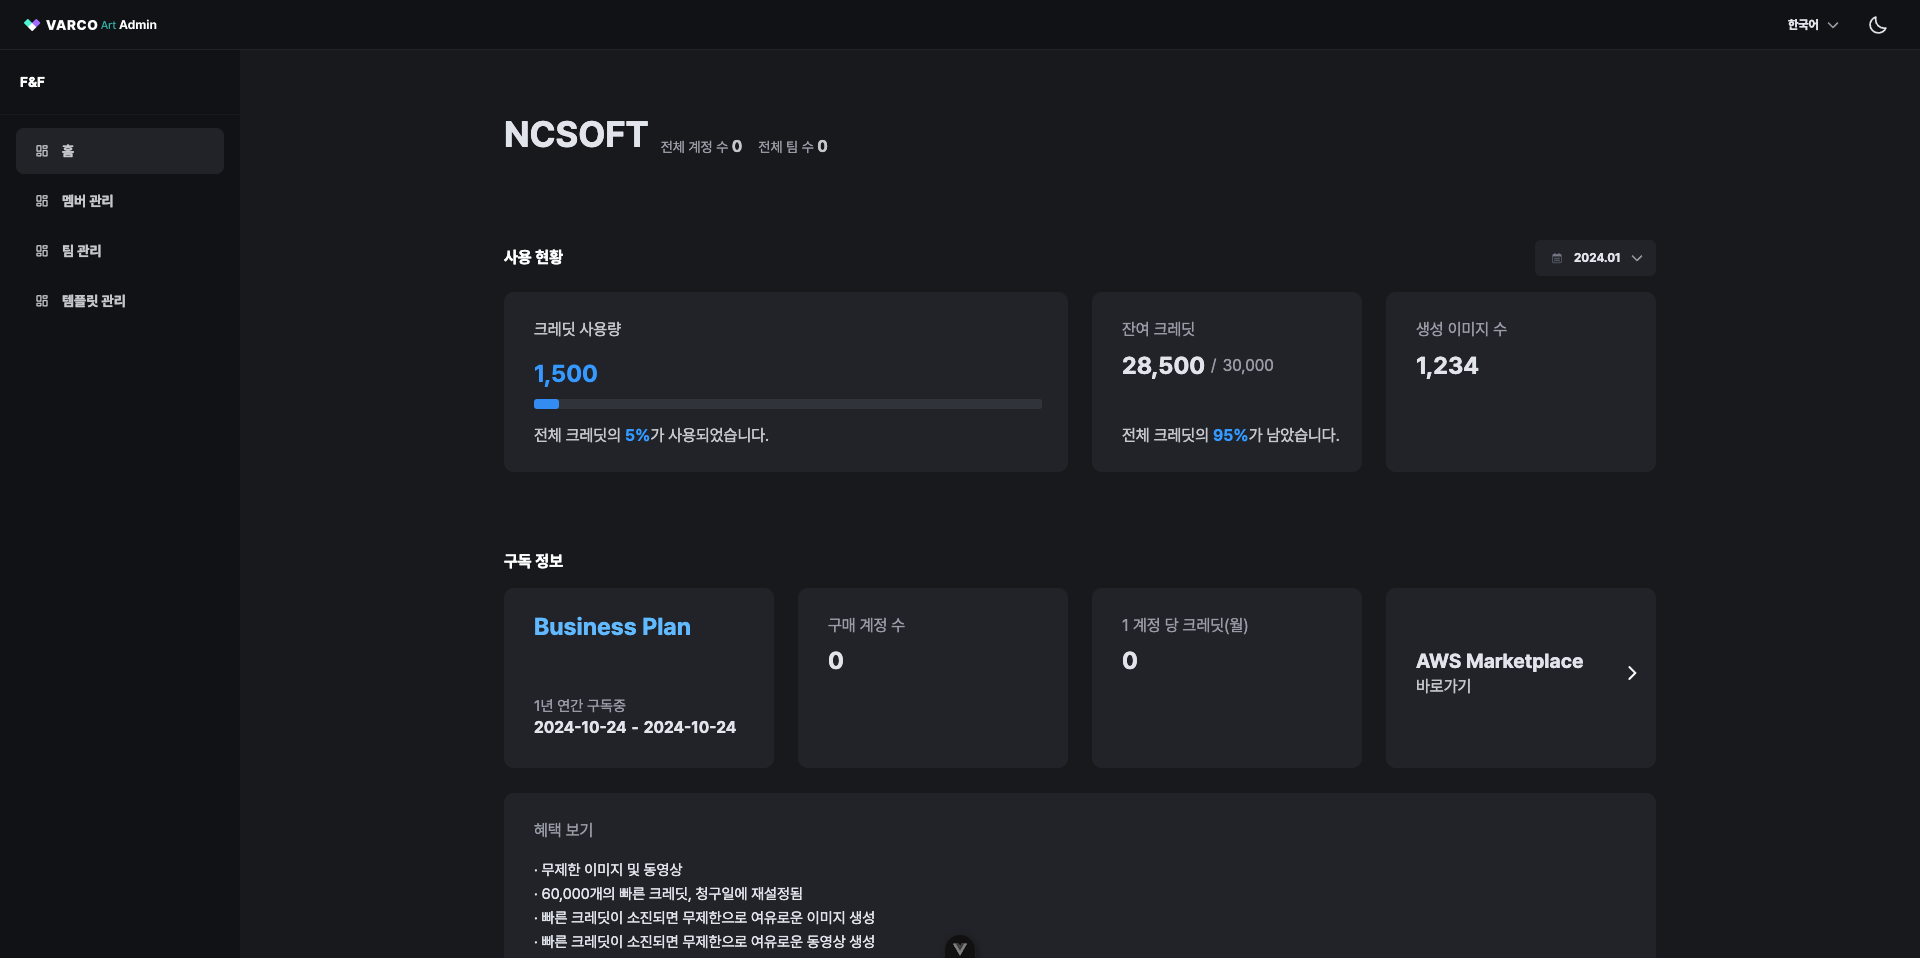 VARCO Art Admin
한국어
F&F
홈
멤버 관리
팀 관리
템플릿 관리
NCSOFT 전체 계정 수 0 전체 팀 수 0
사용 현황
2024.01
크레딧 사용량
1,500
전체 크레딧의 5%가 사용되었습니다.
잔여 크레딧
28,500 / 30,000
전체 크레딧의 95%가 남았습니다.
생성 이미지 수
1,234
구독 정보
Business Plan
1년 연간 구독중
2024-10-24 - 2024-10-24
구매 계정 수
0
1 계정 당 크레딧(월)
0
AWS Marketplace
바로가기
혜택 보기
· 무제한 이미지 및 동영상
· 60,000개의 빠른 크레딧, 청구일에 재설정됨
· 빠른 크레딧이 소진되면 무제한으로 여유로운 이미지 생성
· 빠른 크레딧이 소진되면 무제한으로 여유로운 동영상 생성